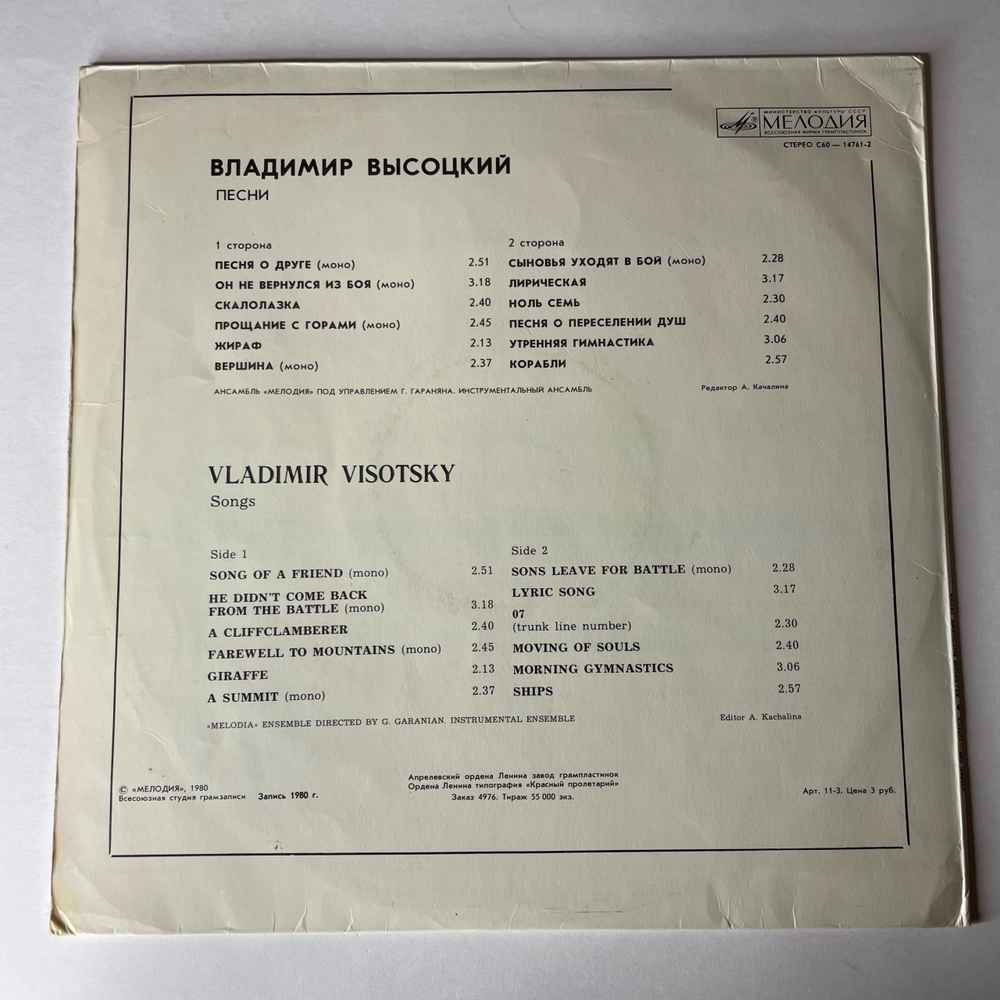 МИНИСТЕРСТВО КУЛЬТУРЫ СССР
МЕЛОДИЯ
ВСЕСОЮЗНАЯ ФИРМА ГРАМПЛАСТИНОК
СТЕРЕО С60 — 14761-2
ВЛАДИМИР ВЫСОЦКИЙ
ПЕСНИ
1 сторона
ПЕСНЯ О ДРУГЕ (моно) 2.51
ОН НЕ ВЕРНУЛСЯ ИЗ БОЯ (моно) 3.18
СКАЛОЛАЗКА 2.40
ПРОЩАНИЕ С ГОРАМИ (моно) 2.45
ЖИРАФ 2.13
ВЕРШИНА (моно) 2.37
2 сторона
СЫНОВЬЯ УХОДЯТ В БОЙ (моно) 2.28
ЛИРИЧЕСКАЯ 3.17
НОЛЬ СЕМЬ 2.30
ПЕСНЯ О ПЕРЕСЕЛЕНИИ ДУШ 2.40
УТРЕННЯЯ ГИМНАСТИКА 3.06
КОРАБЛИ 2.57
АНСАМБЛЬ «МЕЛОДИЯ» ПОД УПРАВЛЕНИЕМ Г. ГАРАНЯНА. ИНСТРУМЕНТАЛЬНЫЙ АНСАМБЛЬ
Редактор А. Качалина
VLADIMIR VISOTSKY
Songs
Side 1
SONG OF A FRIEND (mono) 2.51
HE DIDN'T COME BACK
FROM THE BATTLE (mono) 3.18
A CLIFFCLAMBERER 2.40
FAREWELL TO MOUNTAINS (mono) 2.45
GIRAFFE 2.13
A SUMMIT (mono) 2.37
Side 2
SONS LEAVE FOR BATTLE (mono) 2.28
LYRIC SONG 3.17
07
(trunk line number) 2.30
MOVING OF SOULS 2.40
MORNING GYMNASTICS 3.06
SHIPS 2.57
«MELODIA» ENSEMBLE DIRECTED BY G. GARANIAN. INSTRUMENTAL ENSEMBLE
Editor A. Kachalina
© «МЕЛОДИЯ», 1980
Всесоюзная студия грамзаписи Запись 1980 г.
Апрелевский ордена Ленина завод грампластинок
Ордена Ленина типография «Красный пролетарий»
Заказ 4976. Тираж 55 000 экз.
Арт. 11-3. Цена 3 руб.